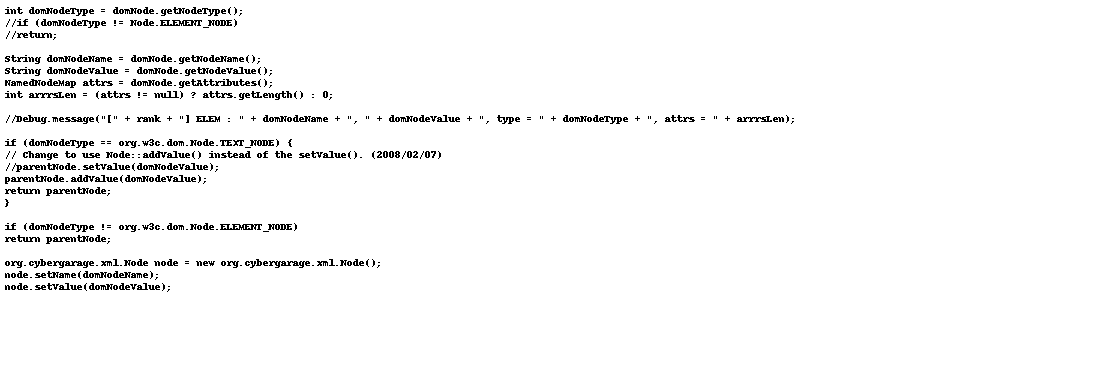 int domNodeType = domNode.getNodeType();
//if (domNodeType != Node.ELEMENT_NODE)
//return;
String domNodeName = domNode.getNodeName();
String domNodeValue = domNode.getNodeValue();
NamedNodeMap attrs = domNode.getAttributes();
int arrrsLen = (attrs != null) ? attrs.getLength() : 0;
//Debug.message("[" + rank + "] ELEM : " + domNodeName + ", " + domNodeValue + ", type = " + domNodeType + ", attrs = " + arrrsLen);
if (domNodeType == org.w3c.dom.Node.TEXT_NODE) {
// Change to use Node::addValue() instead of the setValue(). (2008/02/07)
//parentNode.setValue(domNodeValue);
parentNode.addValue(domNodeValue);
return parentNode;
}
if (domNodeType != org.w3c.dom.Node.ELEMENT_NODE)
return parentNode;
org.cybergarage.xml.Node node = new org.cybergarage.xml.Node();
node.setName(domNodeName);
node.setValue(domNodeValue);